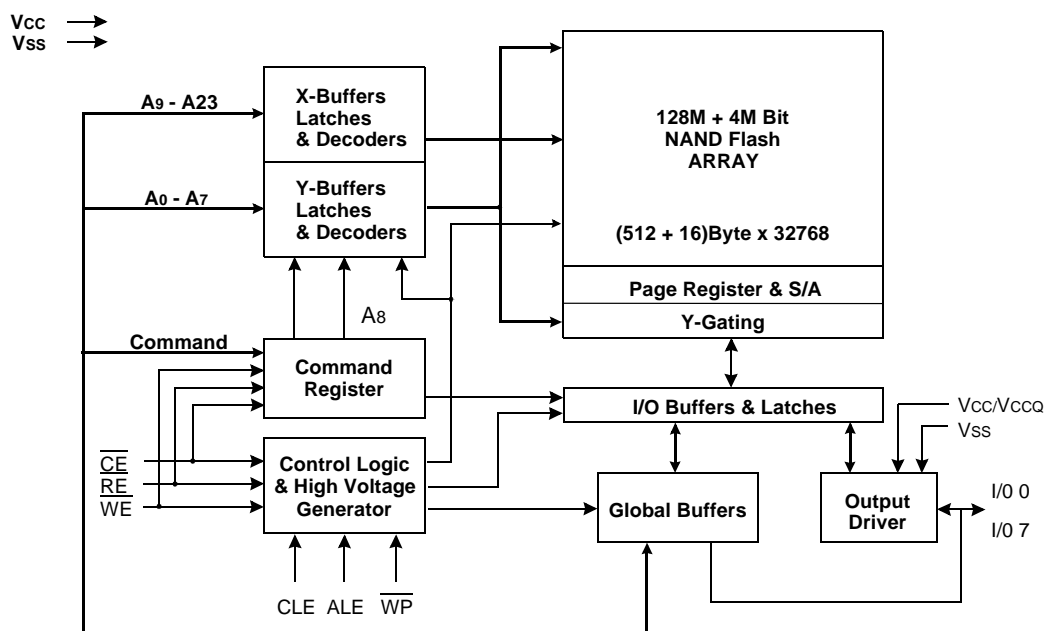 VCC
VSS
A9 - A23
X-Buffers
Latches
& Decoders
A0 - A7
Y-Buffers
Latches
& Decoders
128M + 4M Bit
NAND Flash
ARRAY
(512 + 16)Byte x 32768
Page Register & S/A
Y-Gating
A8
Command
Command
Register
I/O Buffers & Latches
VCC/VCCQ
VSS
CE
RE
WE
Control Logic
& High Voltage
Generator
Global Buffers
Output
Driver
I/0 0
I/0 7
CLE ALE WP